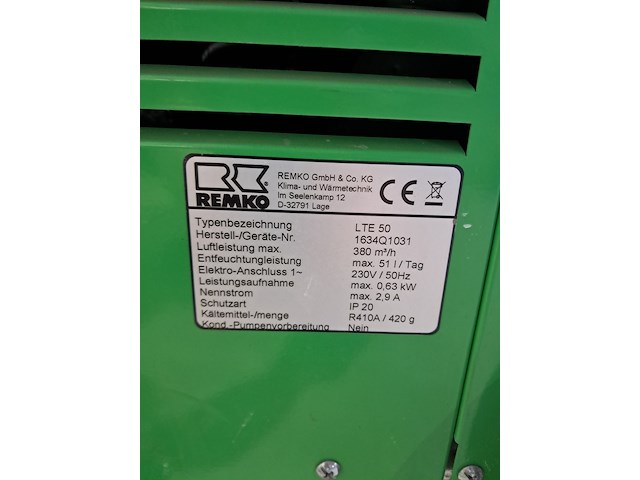 REMKO®
REMKO GmbH & Co. KG
Klima- und Wärmetechnik
Im Seelenkamp 12
D-32791 Lage
CE
Typenbezeichnung LTE 50
Herstell-/Geräte-Nr. 1634Q1031
Luftleistung max. 380 m³/h
Entfeuchtungleistung max. 51 l / Tag
Elektro-Anschluss 1~ 230V / 50Hz
Leistungsaufnahme max. 0,63 kW
Nennstrom max. 2,9 A
Schutzart IP 20
Kältemittel-/menge R410A / 420 g
Kond.-Pumpenvorbereitung Nein